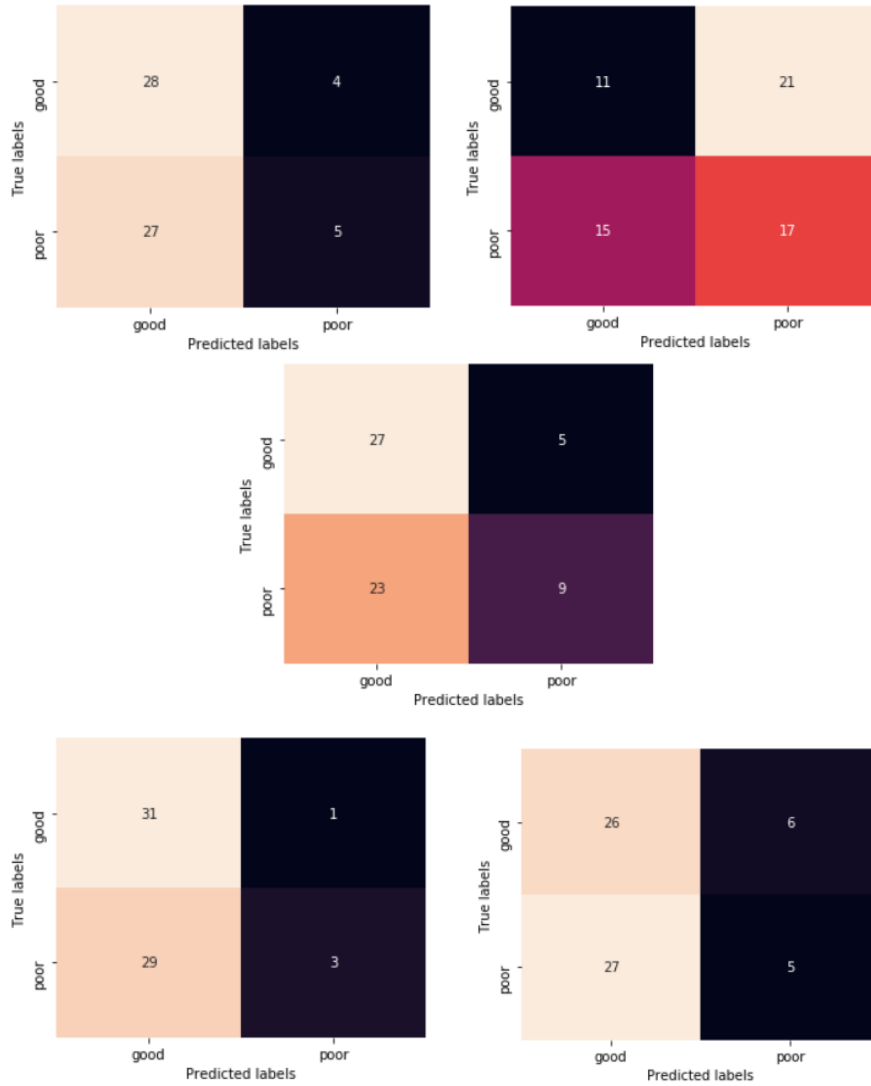 True labels
good
28
4
poor
27
5
good
poor
Predicted labels
True labels
good
11
21
poor
15
17
good
poor
Predicted labels
True labels
good
27
5
poor
23
9
good
poor
Predicted labels
True labels
good
31
1
poor
29
3
good
poor
Predicted labels
True labels
good
26
6
poor
27
5
good
poor
Predicted labels